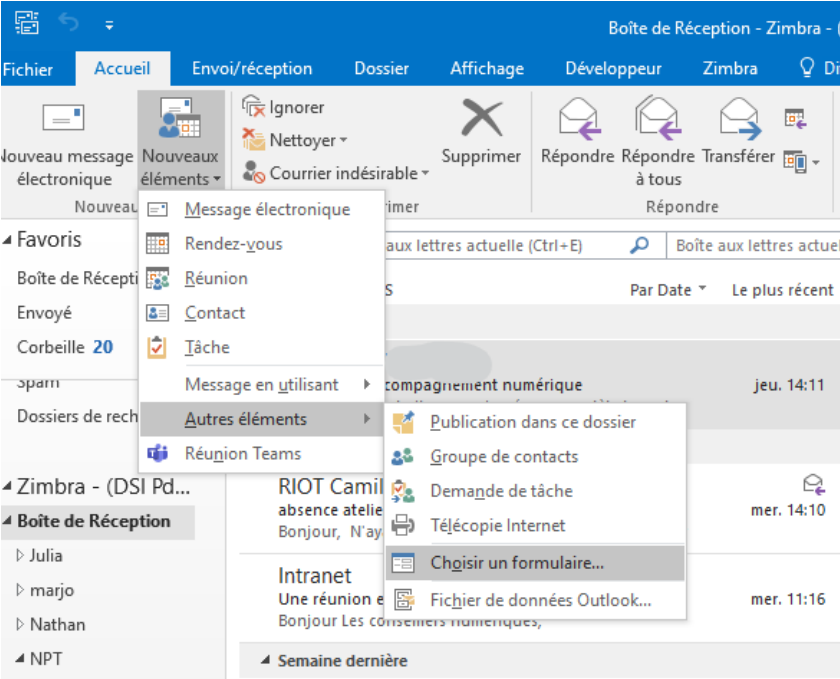 Boîte de Réception - Zimbra - (
Fichier Accueil Envoi/réception Dossier Affichage Développeur Zimbra Di
Nouveau message électronique
Nouveaux éléments
Ignorer
Nettoyer
Courrier indésirable
Supprimer
Répondre
Répondre à tous
Transférer
Nouveau
imer
Répondre
Message électronique
Rendez-vous
Réunion
Contact
Tâche
Message en utilisant
Autres éléments
Réunion Teams
Publication dans ce dossier
Groupe de contacts
Demande de tâche
Télécopie Internet
Choisir un formulaire...
Fichier de données Outlook...
Favoris
Boîte de Récepti
Envoyé
Corbeille 20
Spam
Dossiers de rech
Zimbra - (DSI Pd...
Boîte de Réception
Julia
marjo
Nathan
NPT
aux lettres actuelle (Ctrl+E)
Boîte aux lettres actuel
S
Par Date Le plus récent
compagnement numérique jeu. 14:11
RIOT Camil
absence atelie mer. 14:10
Bonjour, N'ay
Intranet
Une réunion e mer. 11:16
Bonjour Les conseillers numériques,
Semaine dernière